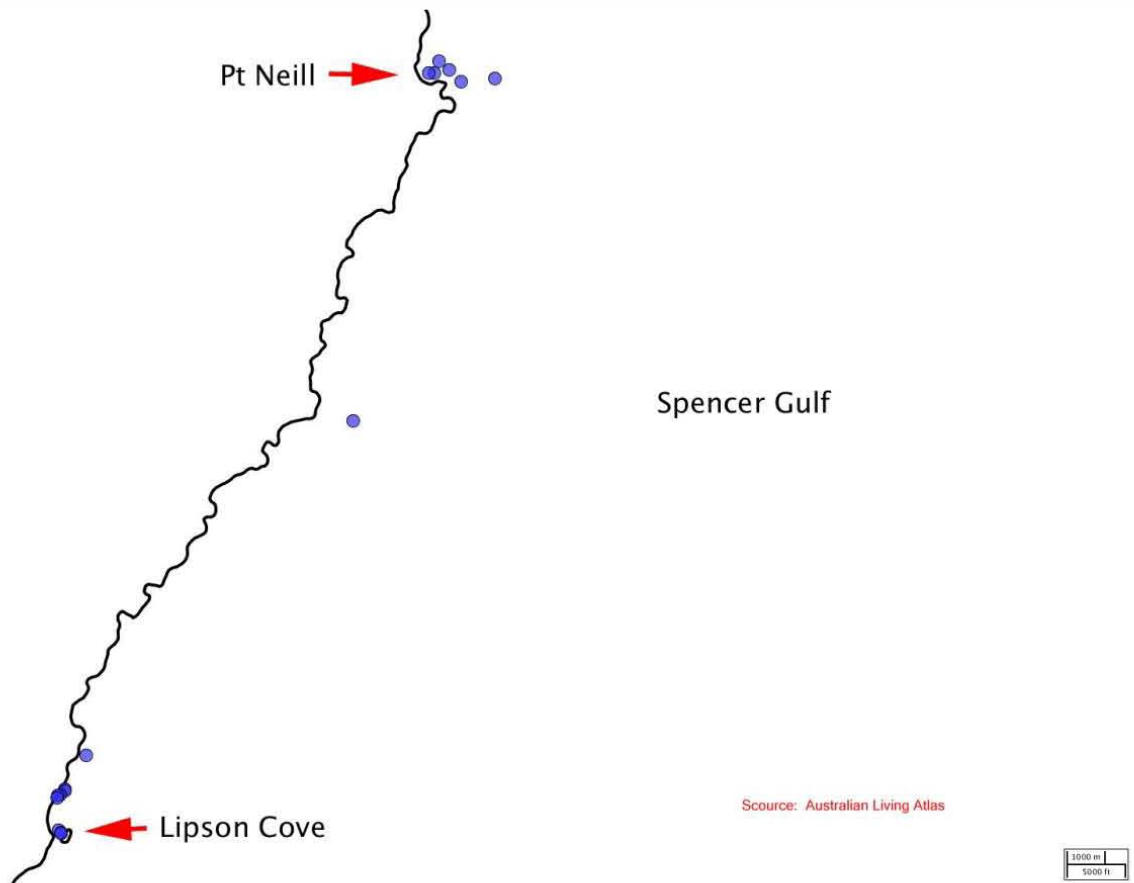 Pt Neill
Spencer Gulf
Scource: Australian Living Atlas
Lipson Cove
1000 m
5000 ft